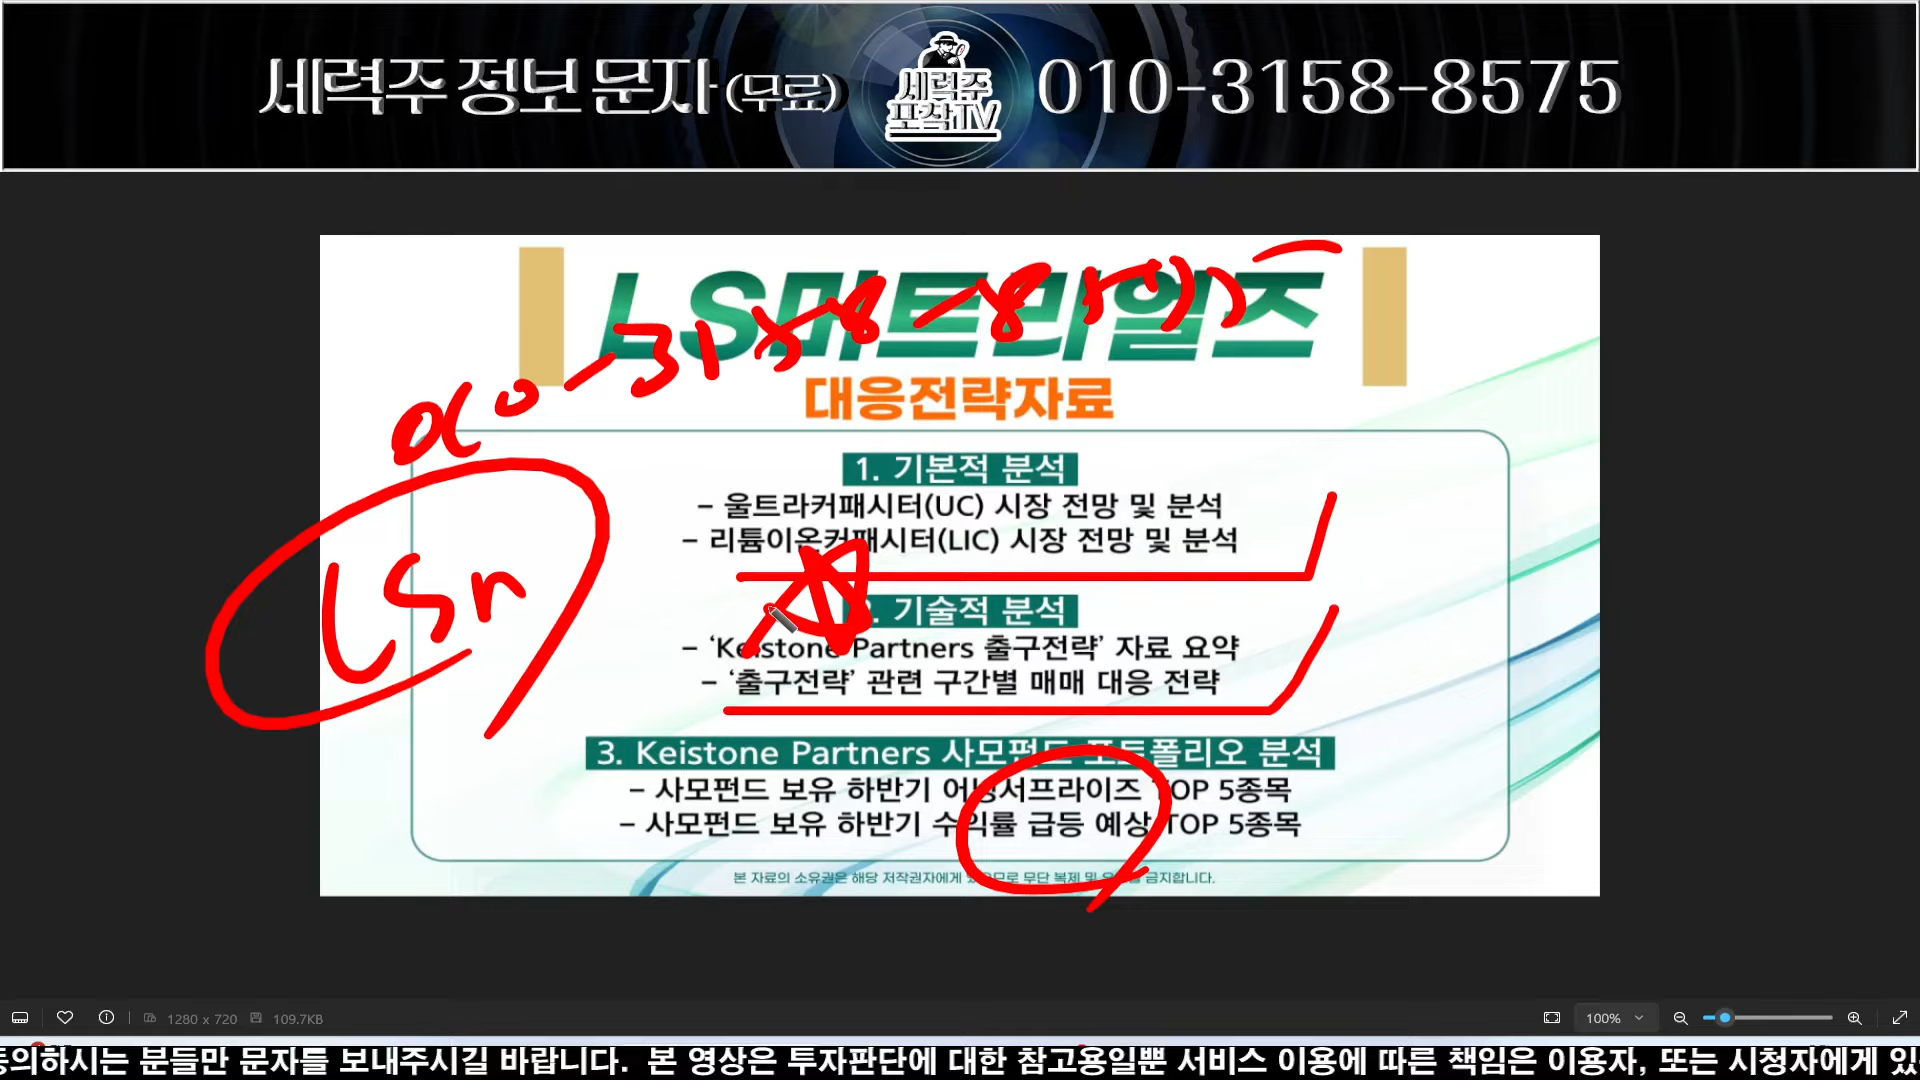 세력주 정보 문자 (무료) 세력주 포착TV 010-3158-8575
LS머트리얼즈
010-3158-8575
대응전략자료
1. 기본적 분석
- 울트라커패시터(UC) 시장 전망 및 분석
- 리튬이온커패시터(LIC) 시장 전망 및 분석
LSn
2. 기술적 분석
- ‘Keistone Partners 출구전략’ 자료 요약
- ‘출구전략’ 관련 구간별 매매 대응 전략
3. Keistone Partners 사모펀드 포트폴리오 분석
- 사모펀드 보유 하반기 어닝서프라이즈 TOP 5종목
- 사모펀드 보유 하반기 수익률 급등 예상 TOP 5종목
본 자료의 소유권은 해당 저작권자에게 있으므로 무단 복제 및 금지합니다.
1280 x 720 109.7KB 100%
동의하시는 분들만 문자를 보내주시길 바랍니다. 본 영상은 투자판단에 대한 참고용일뿐 서비스 이용에 따른 책임은 이용자, 또는 시청자에게 있